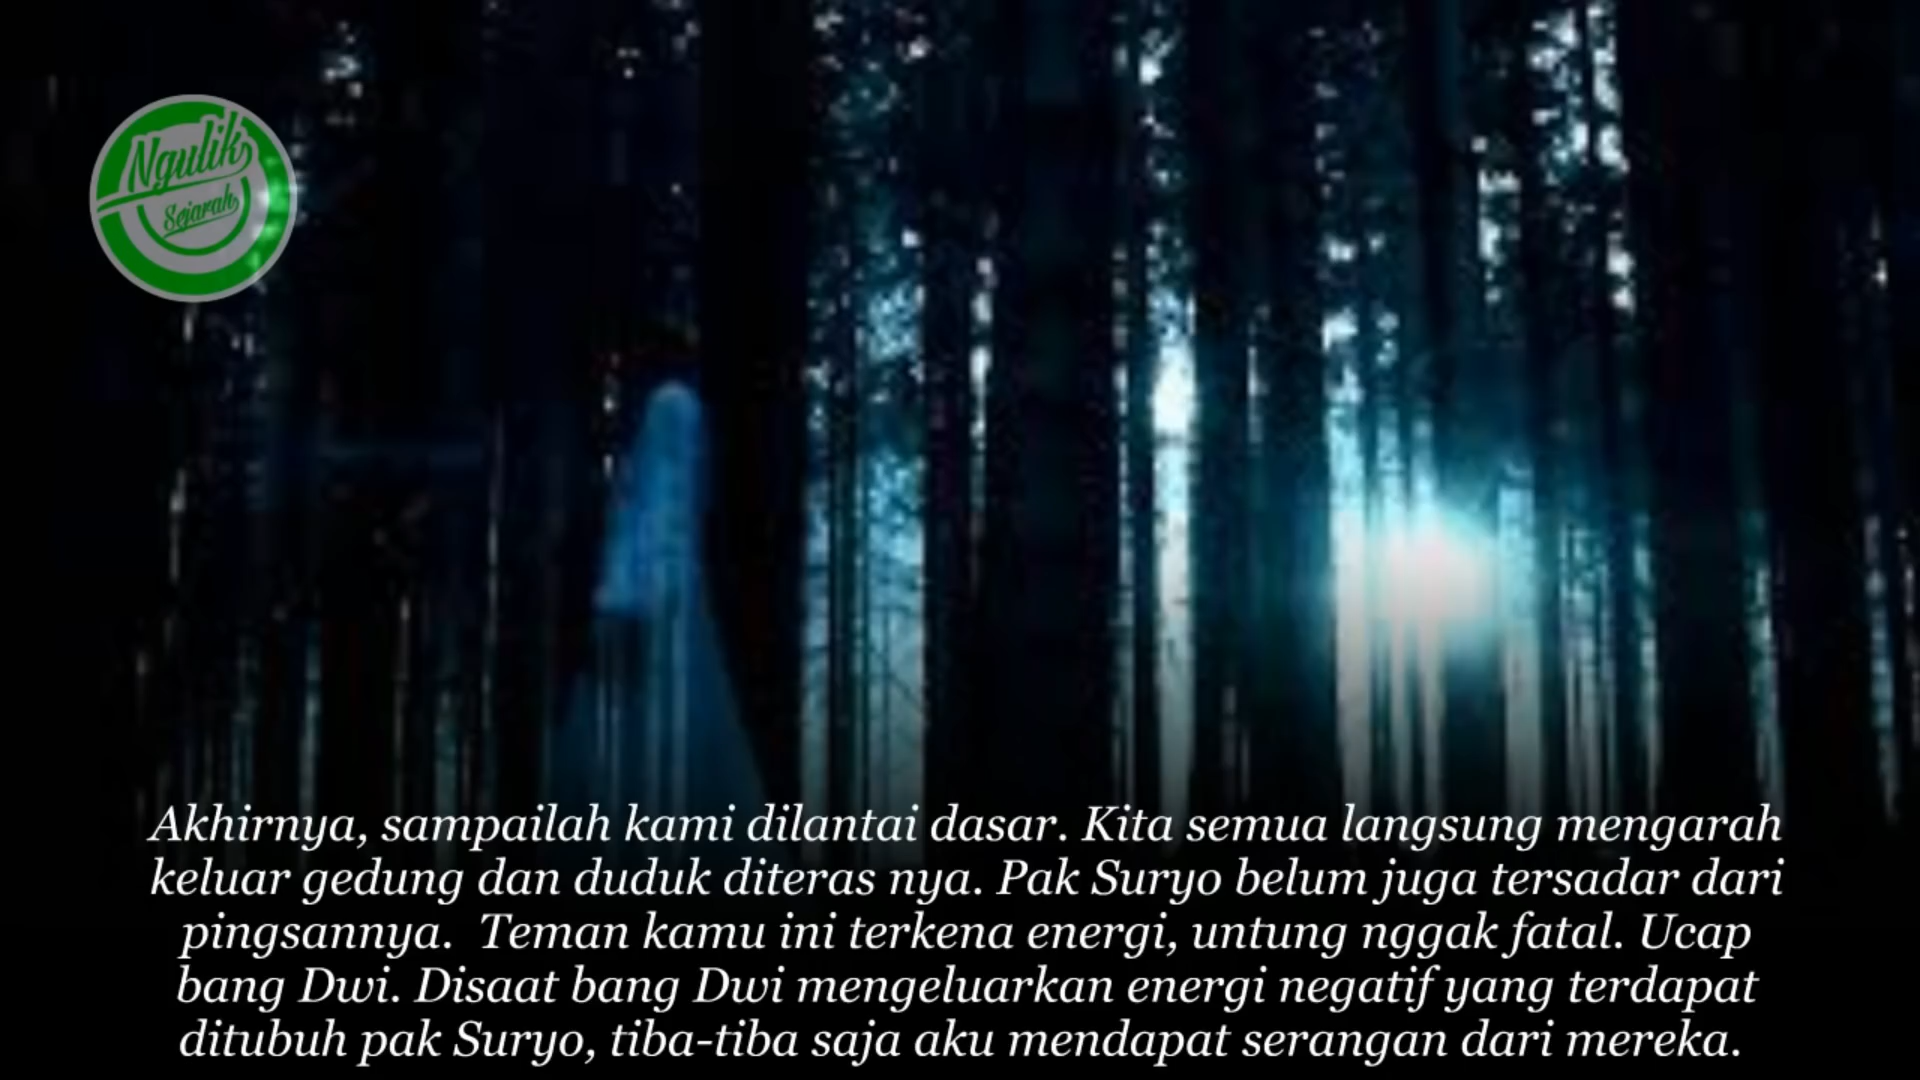 Ngulik
Sejarah
Akhirnya, sampailah kami dilantai dasar. Kita semua langsung mengarah
keluar gedung dan duduk diteras nya. Pak Suryo belum juga tersadar dari
pingsannya.  Teman kamu ini terkena energi, untung nggak fatal. Ucap
bang Dwi. Disaat bang Dwi mengeluarkan energi negatif yang terdapat
ditubuh pak Suryo, tiba-tiba saja aku mendapat serangan dari mereka.